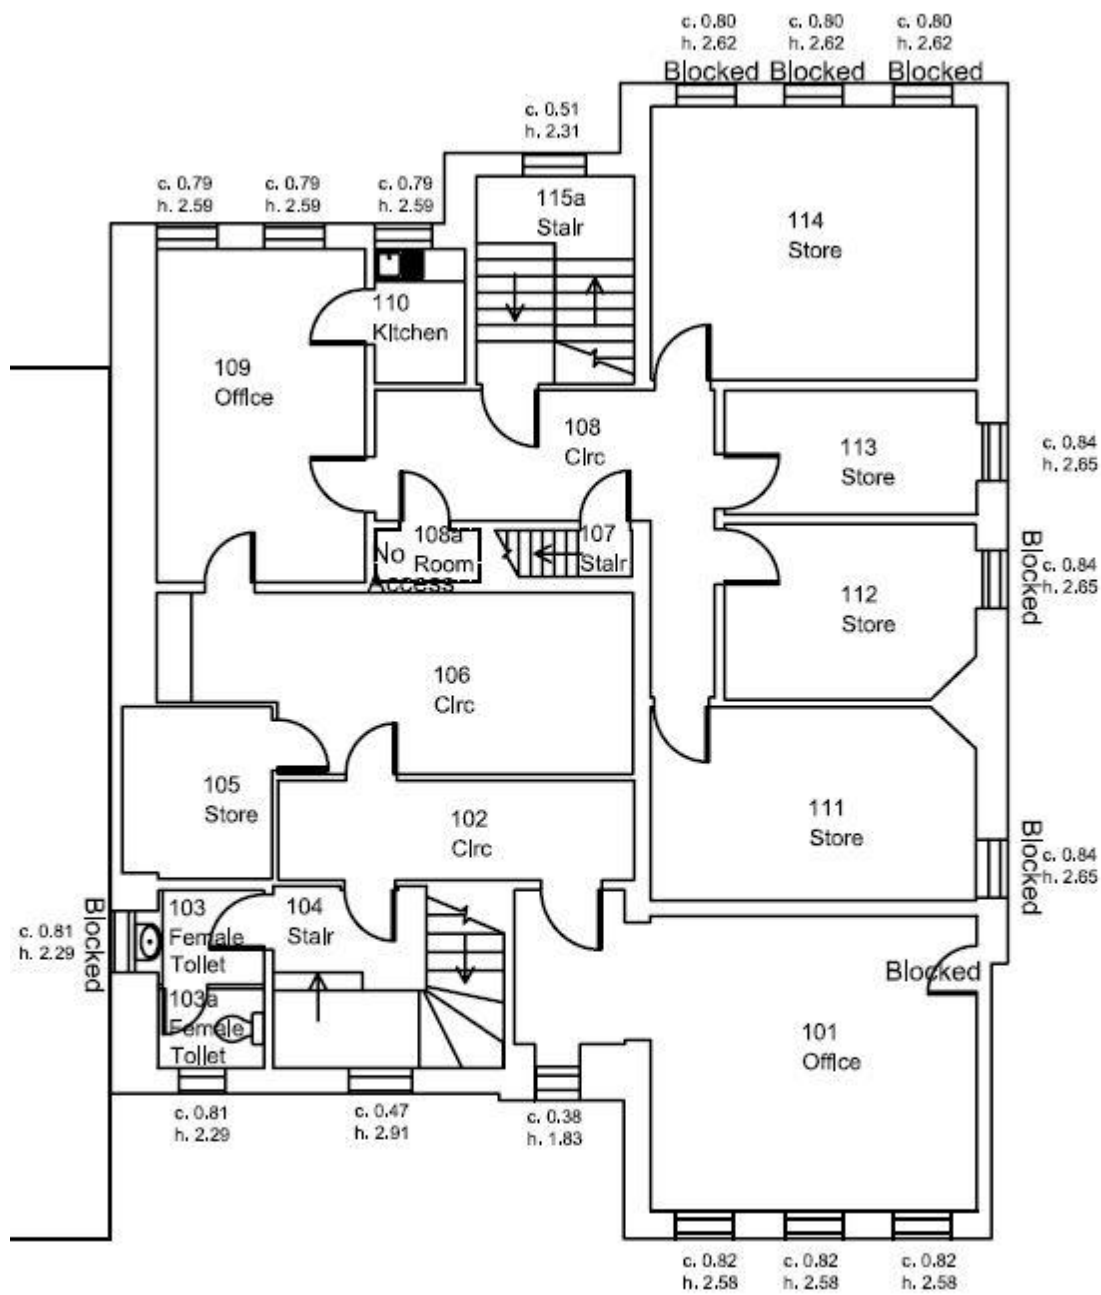 c. 0.80
h. 2.62
Blocked
c. 0.80
h. 2.62
Blocked
c. 0.80
h. 2.62
Blocked
c. 0.51
h. 2.31
c. 0.79
h. 2.59
c. 0.79
h. 2.59
c. 0.79
h. 2.59
115a
Stair
114
Store
110
Kitchen
109
Office
108
Circ
113
Store
c. 0.84
h. 2.65
108a
Room
No
Access
107
Stair
112
Store
Blocked
c. 0.84
h. 2.65
106
Circ
105
Store
102
Circ
111
Store
Blocked
c. 0.84
h. 2.65
c. 0.81
h. 2.29
Blocked
103
Female
Toilet
104
Stair
103a
Female
Toilet
Blocked
101
Office
c. 0.81
h. 2.29
c. 0.47
h. 2.91
c. 0.38
h. 1.83
c. 0.82
h. 2.58
c. 0.82
h. 2.58
c. 0.82
h. 2.58